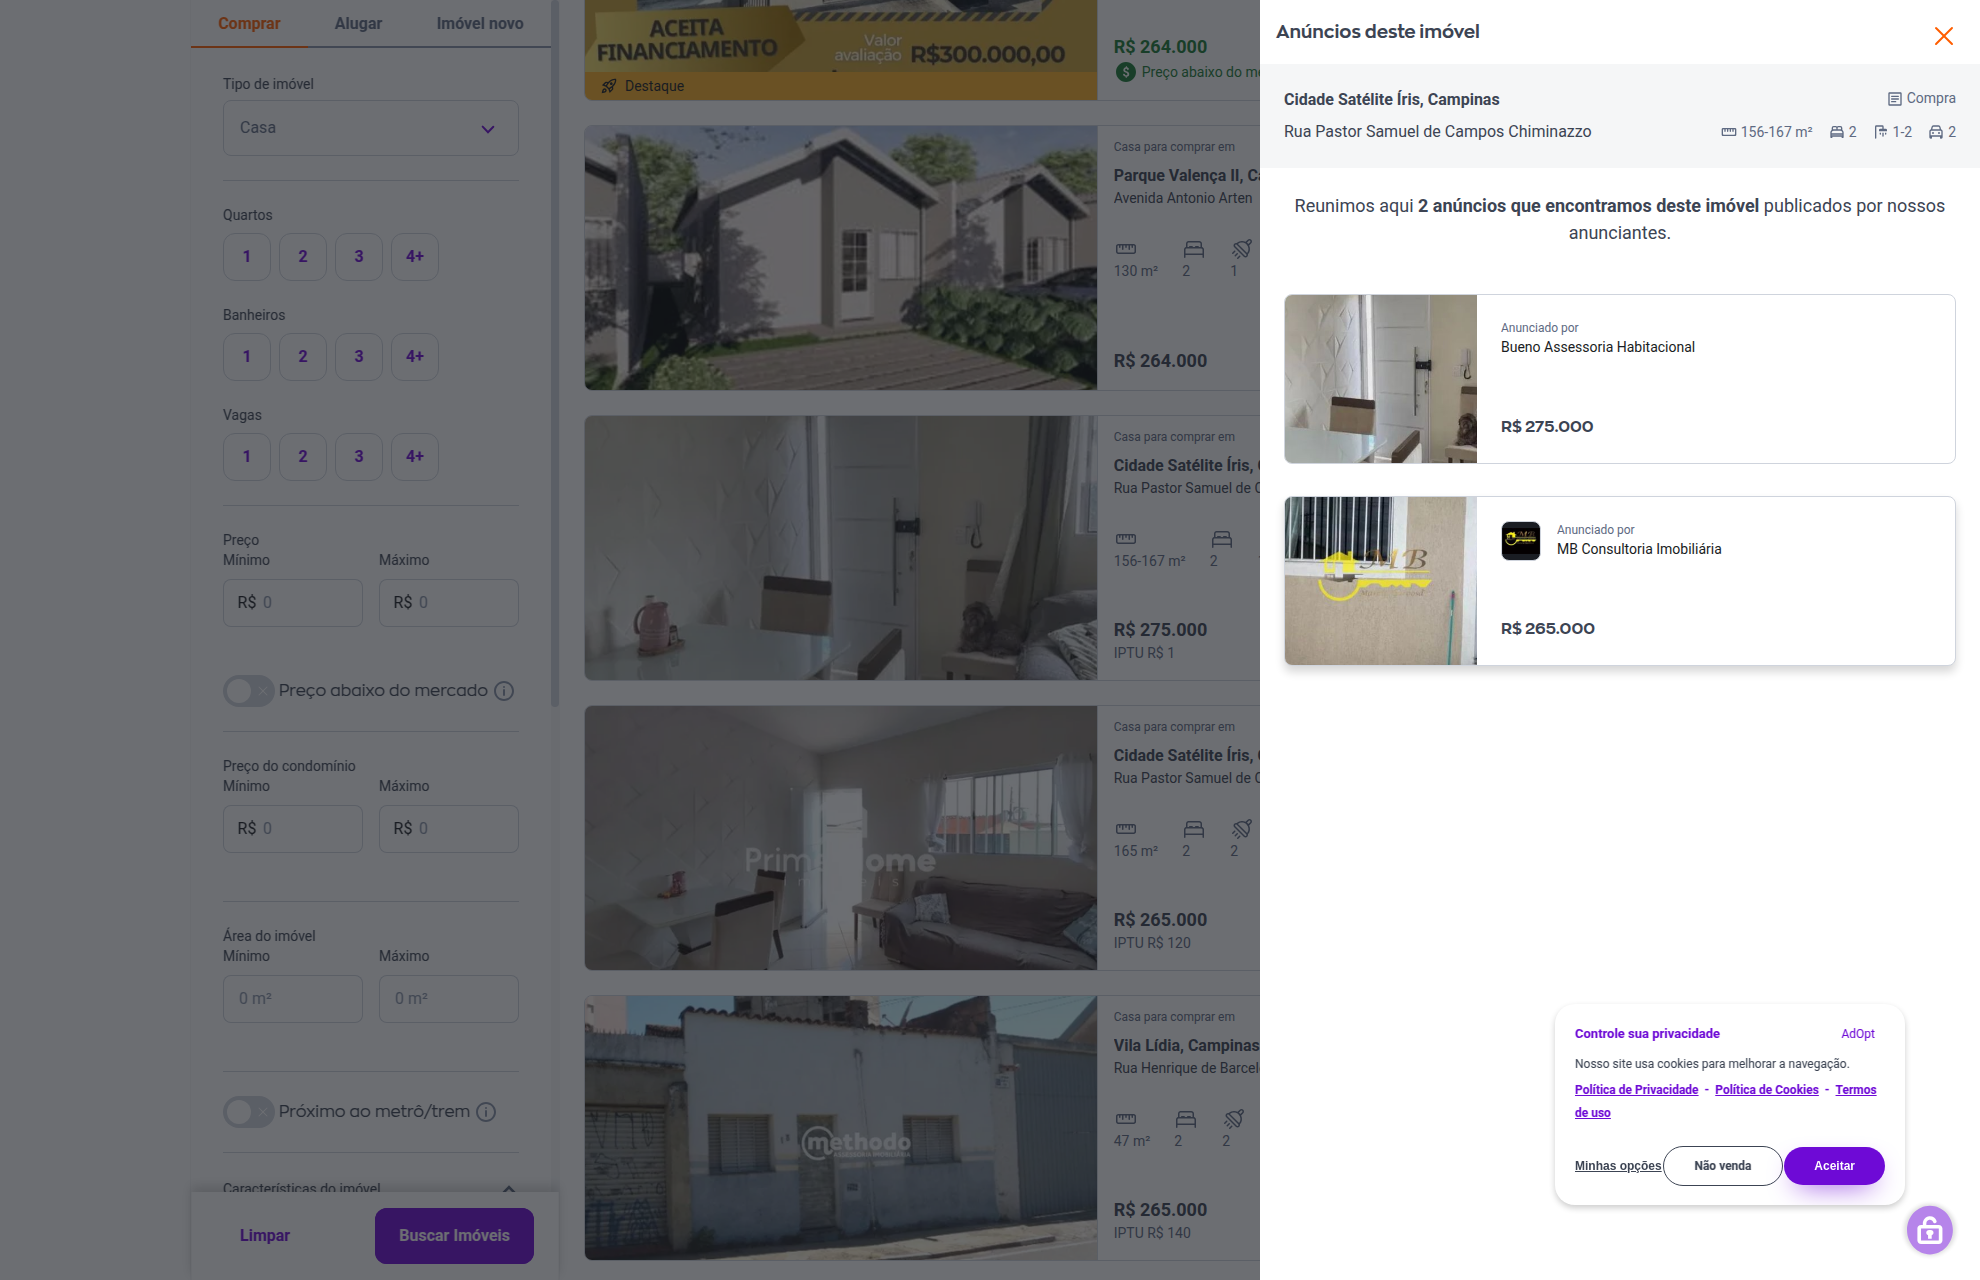 Comprar
Alugar
Imóvel novo
Tipo de imóvel
Casa
Quartos
1
2
3
4+
Banheiros
1
2
3
4+
Vagas
1
2
3
4+
Preço
Mínimo
Máximo
R$ 0
R$ 0
Preço abaixo do mercado
Preço do condomínio
Mínimo
Máximo
R$ 0
R$ 0
Área do imóvel
Mínimo
Máximo
0 m²
0 m²
Próximo ao metrô/trem
Características do imóvel
Limpar
Buscar Imóveis
ACEITA
FINANCIAMENTO
Valor
avaliação R$300.000,00
Destaque
R$ 264.000
$ Preço abaixo do me
Casa para comprar em
Parque Valença II, Ca
Avenida Antonio Arten
130 m²
2
1
R$ 264.000
Casa para comprar em
Cidade Satélite Íris, C
Rua Pastor Samuel de C
156-167 m²
2
R$ 275.000
IPTU R$ 1
Casa para comprar em
Cidade Satélite Íris, C
Rua Pastor Samuel de C
165 m²
2
2
R$ 265.000
IPTU R$ 120
methodo
Casa para comprar em
Vila Lídia, Campinas
Rua Henrique de Barcel
47 m²
2
2
R$ 265.000
IPTU R$ 140
Anúncios deste imóvel
Cidade Satélite Íris, Campinas
Compra
Rua Pastor Samuel de Campos Chiminazzo
156-167 m²
2
1-2
2
Reunimos aqui 2 anúncios que encontramos deste imóvel publicados por nossos
anunciantes.
Anunciado por
Bueno Assessoria Habitacional
R$ 275.000
MB
Anunciado por
MB Consultoria Imobiliária
R$ 265.000
Controle sua privacidade
AdOpt
Nosso site usa cookies para melhorar a navegação.
Política de Privacidade - Política de Cookies - Termos
de uso
Minhas opções
Não venda
Aceitar